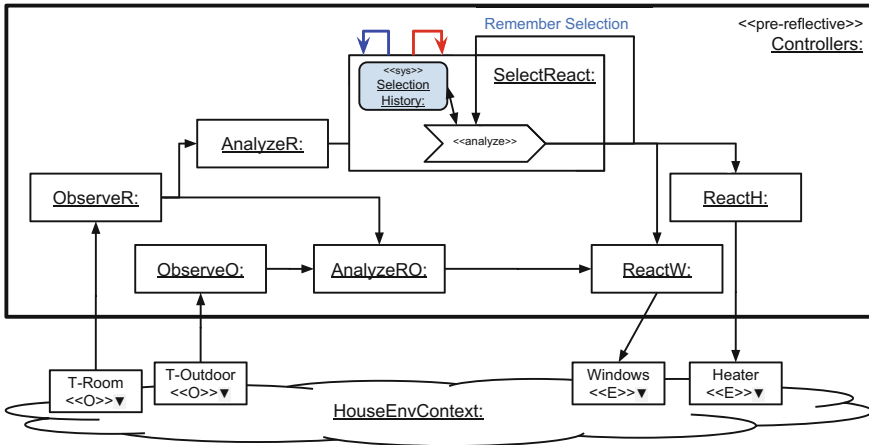 Remember Selection
<<pre-reflective>>
Controllers:
<<sys>>
Selection
History:
SelectReact:
<<analyze>>
AnalyzeR:
ObserveR:
ReactH:
ObserveO:
AnalyzeRO:
ReactW:
T-Room
<<O>>▼
T-Outdoor
<<O>>▼
Windows
<<E>>▼
Heater
<<E>>▼
HouseEnvContext: